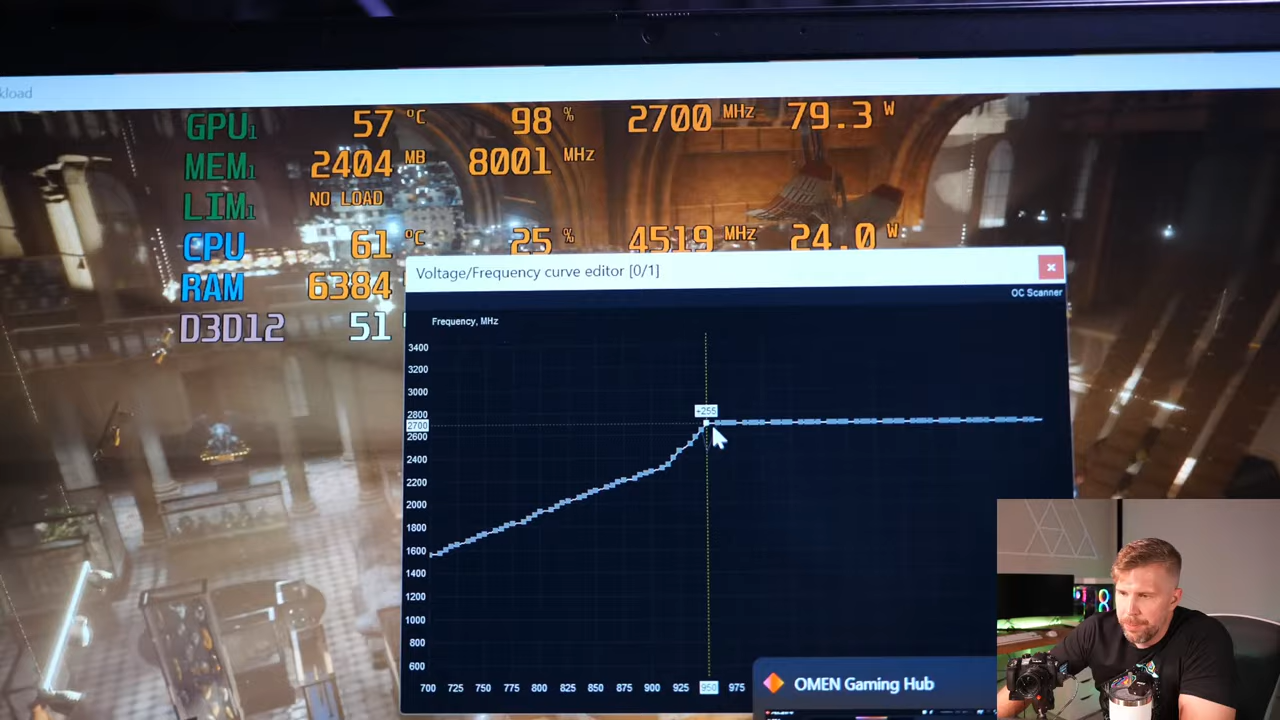 kload
GPU1 57 °C 98 % 2700 MHz 79.3 W
MEM1 2404 MB 8001 MHz
LIM1 NO LOAD
CPU 61 °C 25 % 4519 MHz 24.0 W
RAM 6384
D3D12 51
Voltage/Frequency curve editor [0/1]
OC Scanner
Frequency, MHz
3400
3200
3000
+255
2800
2700
2600
2400
2200
2000
1800
1600
1400
1200
1000
800
600
700 725 750 775 800 825 850 875 900 925 950 975
OMEN Gaming Hub